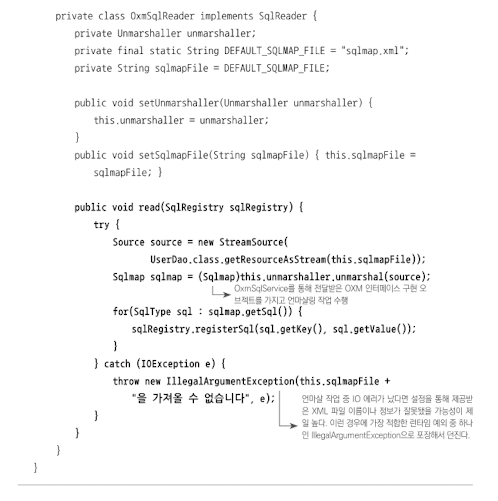 private class OxmSqlReader implements SqlReader {
private Unmarshaller unmarshaller;
private final static String DEFAULT_SQLMAP_FILE = "sqlmap.xml";
private String sqlmapFile = DEFAULT_SQLMAP_FILE;
public void setUnmarshaller(Unmarshaller unmarshaller) {
this.unmarshaller = unmarshaller;
}
public void setSqlmapFile(String sqlmapFile) { this.sqlmapFile =
sqlmapFile; }
public void read(SqlRegistry sqlRegistry) {
try {
Source source = new StreamSource(
UserDao.class.getResourceAsStream(this.sqlmapFile));
Sqlmap sqlmap = (Sqlmap)this.unmarshaller.unmarshal(source);
OxmSqlService를 통해 전달받은 OXM 인터페이스 구현 오
브젝트를 가지고 언마샬링 작업 수행
for(SqlType sql : sqlmap.getSql()) {
sqlRegistry.registerSql(sql.getKey(), sql.getValue());
}
} catch (IOException e) {
throw new IllegalArgumentException(this.sqlmapFile +
"을 가져올 수 없습니다", e);
언마샬 작업 중 IO 에러가 났다면 설정을 통해 제공받
은 XML 파일 이름이나 정보가 잘못됐을 가능성이 제
일 높다. 이런 경우에 가장 적합한 런타임 예외 중 하나
인 IllegalArgumentException으로 포장해서 던진다.
}
}
}
}